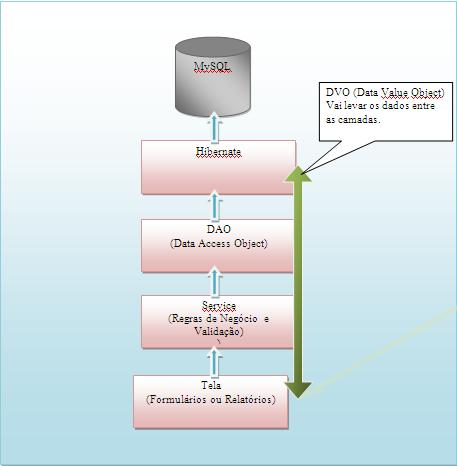 MySQL
DVO (Data Value Object)
Vai levar os dados entre
as camadas.
Hibernate
DAO
(Data Access Object)
Service
(Regras de Negócio e
Validação)
)
Tela
(Formulários ou Relatórios)